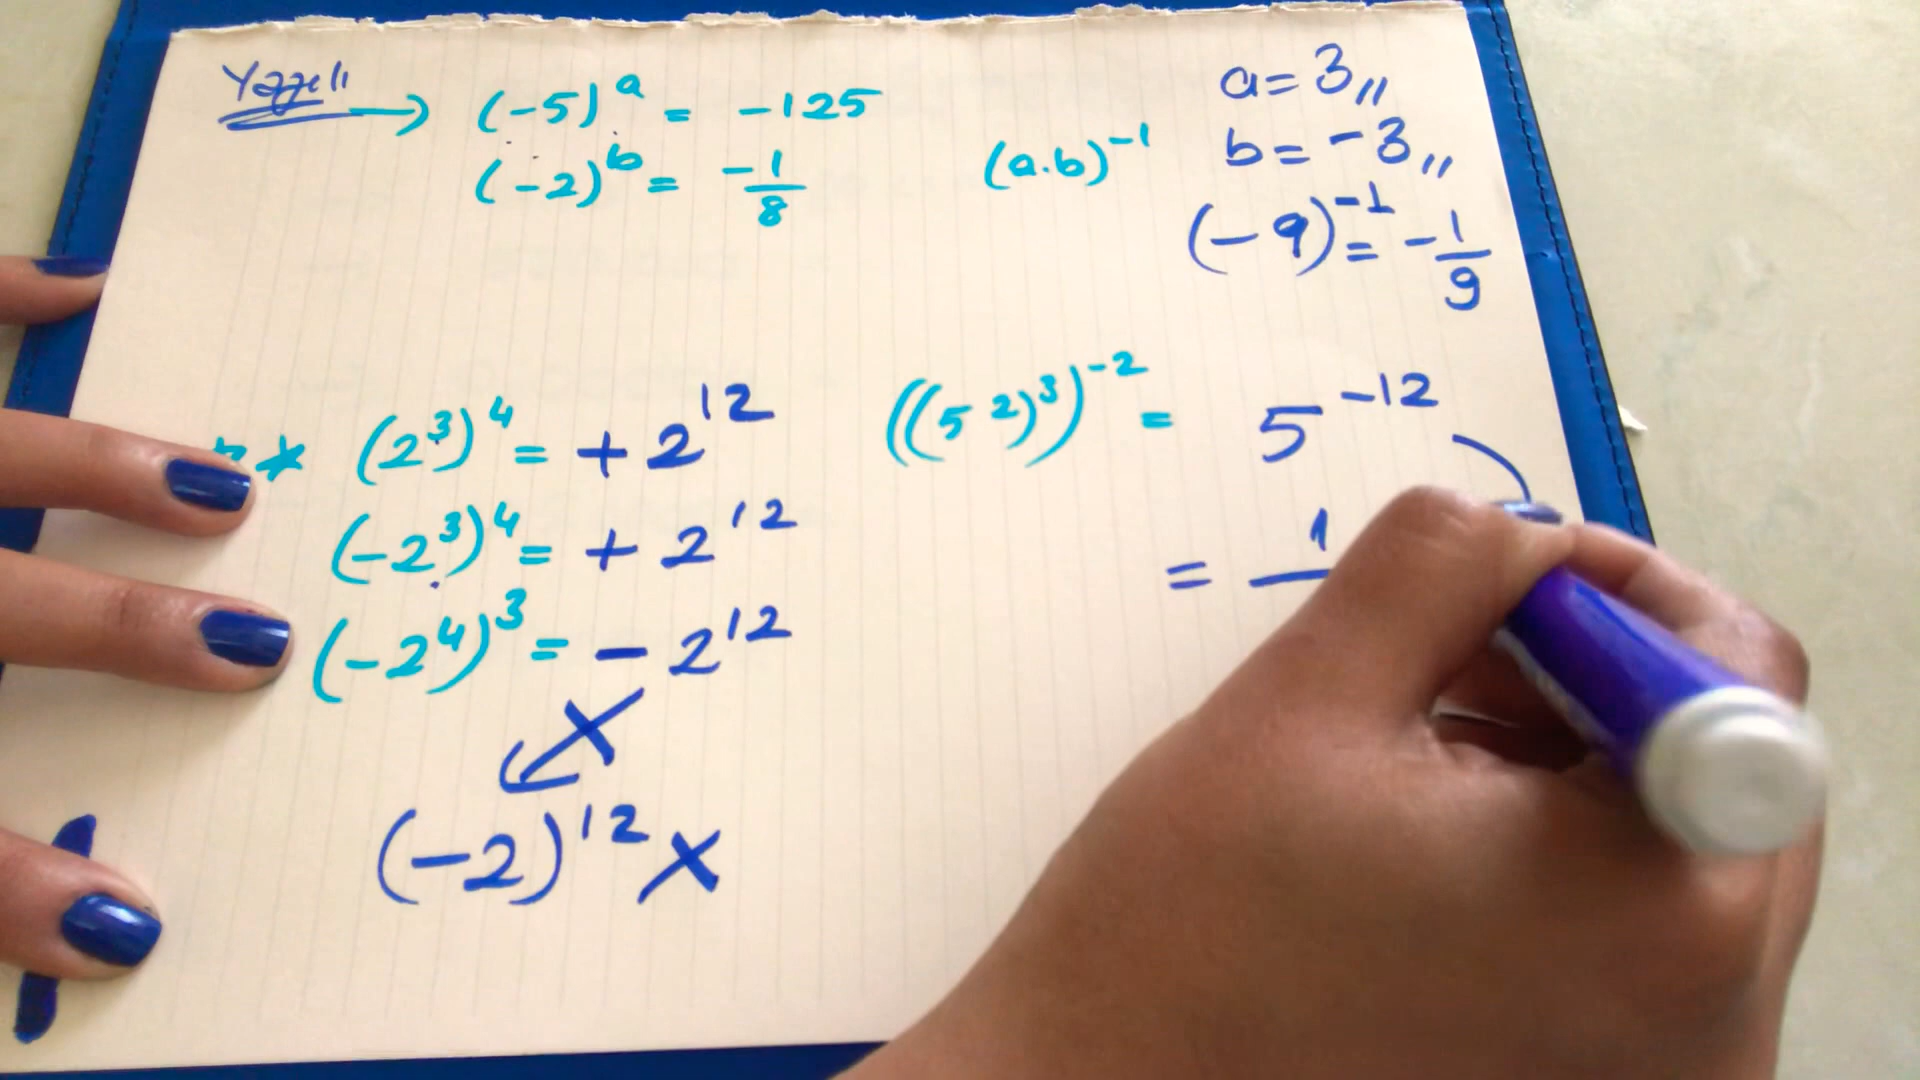 Yazgeli → (-5)^a = -125
(-2)^b = -1/8
(a.b)^-1
a = 3,,
b = -3,,
(-9)^-1 = -1/9
** (2^3)^4 = +2^12
(-2^3)^4 = +2^12
(-2^4)^3 = -2^12
X
(-2)^12 X
((5^2)^3)^-2 = 5^-12
= 1